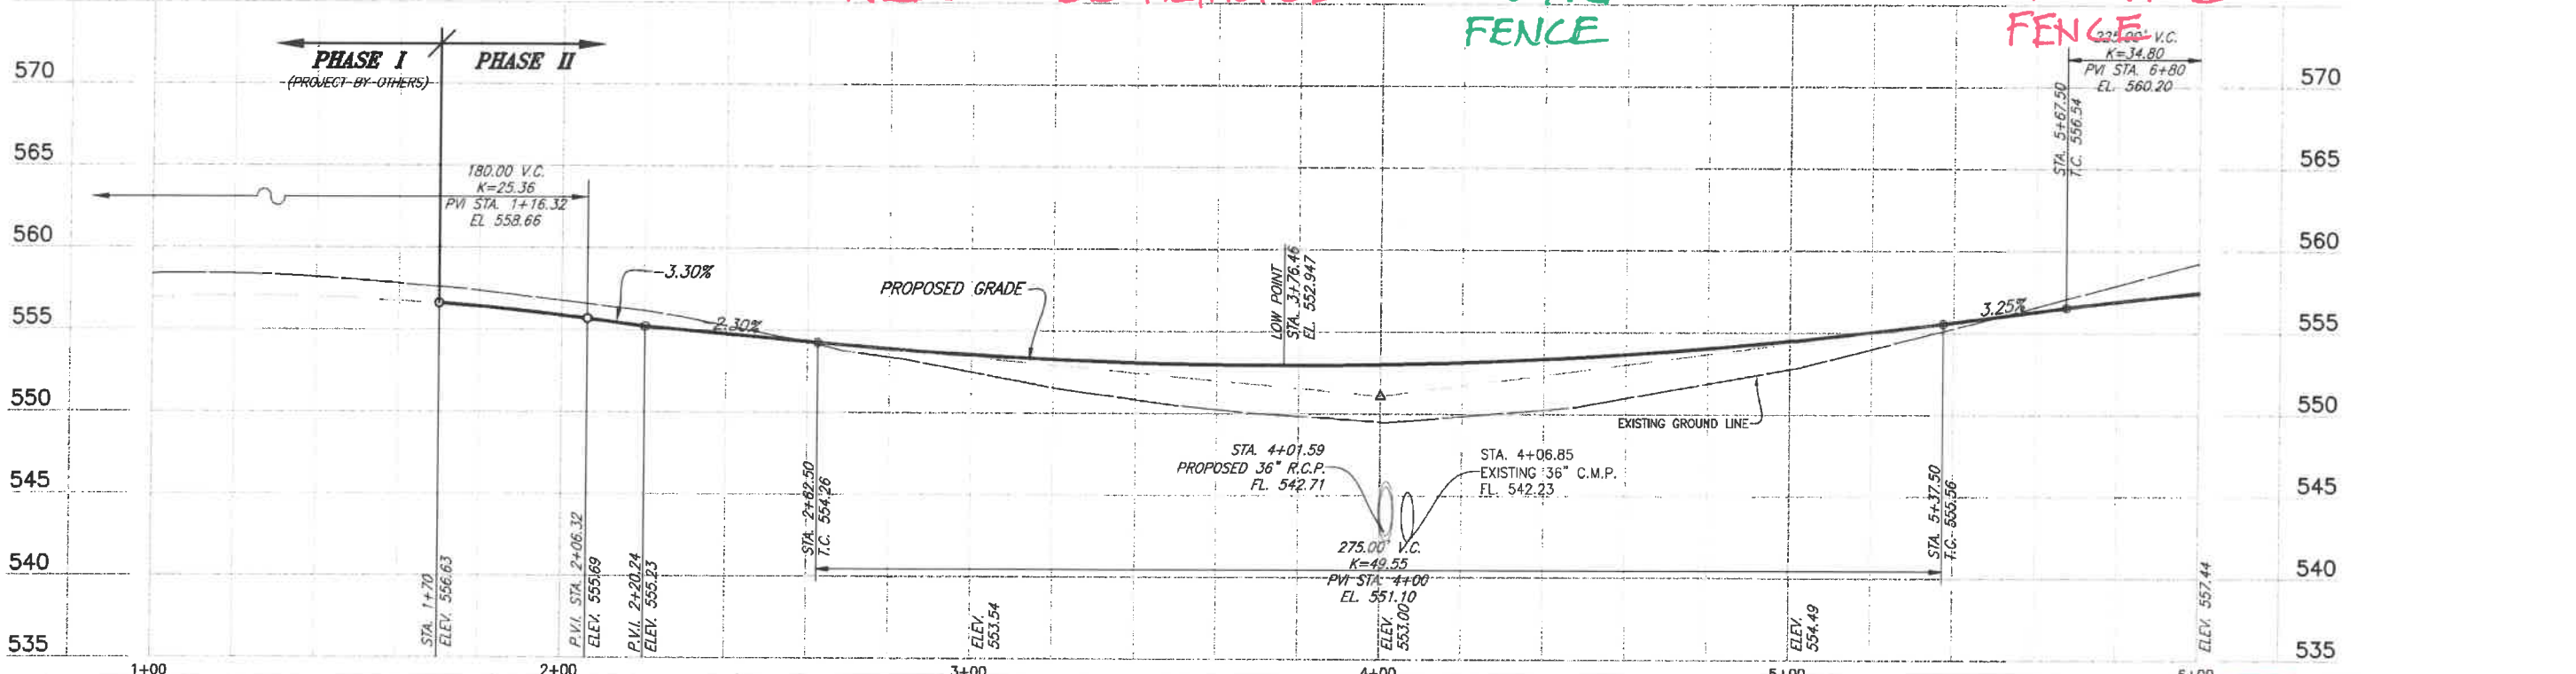 FENCE
FENCE
PHASE I
PHASE II
(PROJECT BY OTHERS)
225.00' V.C.
K=34.80
PVI STA. 6+80
EL. 560.20
STA. 5+67.50
T.C. 556.54
570
570
565
565
560
560
555
555
550
550
545
545
540
540
535
535
180.00 V.C.
K=25.36
PVI STA. 1+16.32
EL 558.66
-3.30%
-2.30%
PROPOSED GRADE
LOW POINT
STA. 3+76.46
EL. 552.947
3.25%
EXISTING GROUND LINE
STA. 4+01.59
PROPOSED 36" R.C.P.
FL. 542.71
STA. 4+06.85
EXISTING 36" C.M.P.
FL. 542.23
275.00' V.C.
K=49.55
PVI STA. 4+00
EL. 551.10
STA. 1+70
ELEV. 556.63
P.V.I. STA. 2+06.32
ELEV. 555.69
P.V.I. 2+20.24
ELEV. 555.23
STA. 2+62.50
T.C. 554.26
ELEV.
553.54
ELEV.
553.00
ELEV.
554.49
STA. 5+37.50
T.C. 555.56
ELEV. 557.44
1+00
2+00
3+00
4+00
5+00